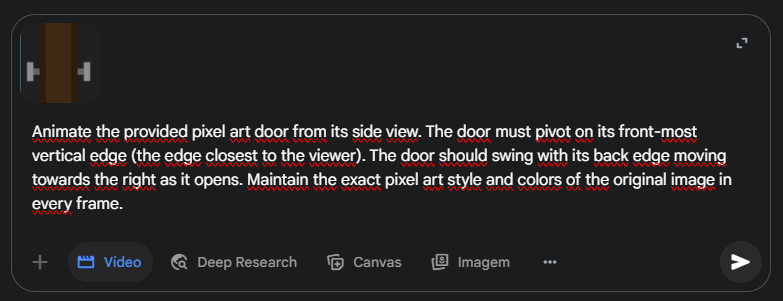 Animate the provided pixel art door from its side view. The door must pivot on its front-most
vertical edge (the edge closest to the viewer). The door should swing with its back edge moving
towards the right as it opens. Maintain the exact pixel art style and colors of the original image in
every frame.
Vídeo Deep Research Canvas Imagem